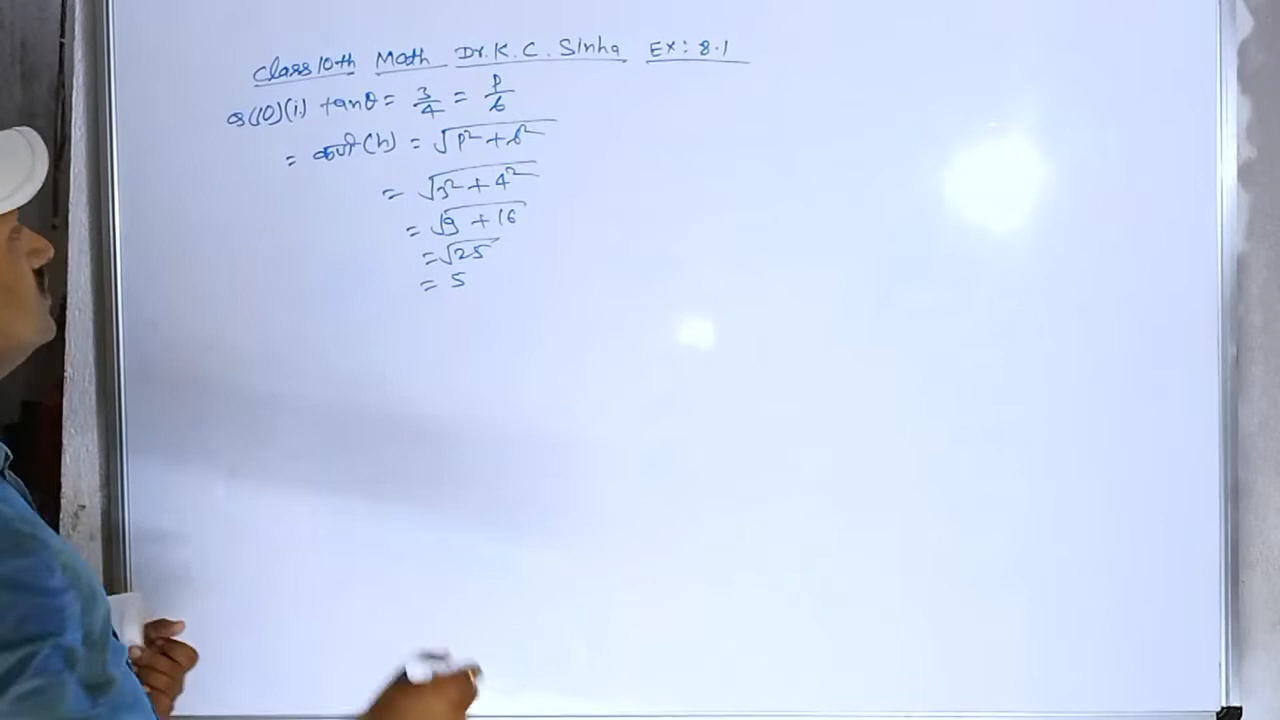 Class 10th Math Dr. K. C. Sinha Ex: 8.1
Q(10)(i) tanθ = 3/4 = p/b
= कर्ण (h) = √p² + b²
= √3² + 4²
= √9 + 16
= √25
= 5